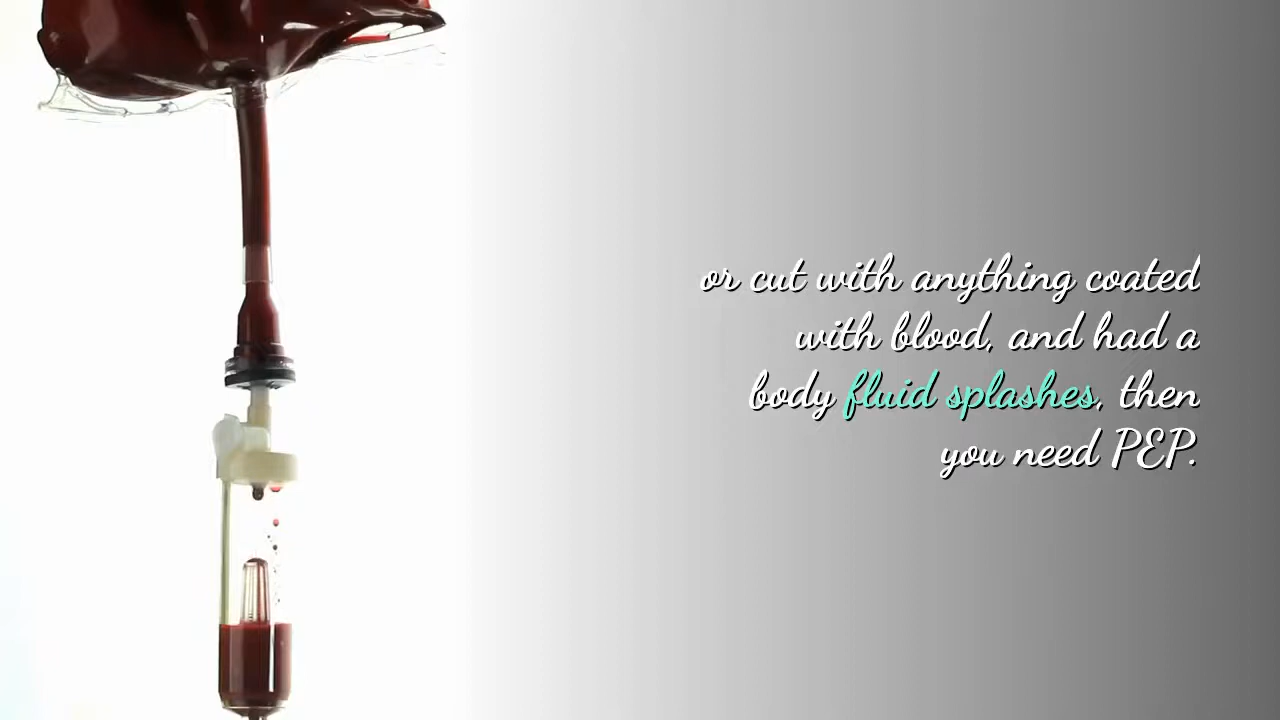 or cut with anything coated
with blood, and had a
body fluid splashes, then
you need PEP.